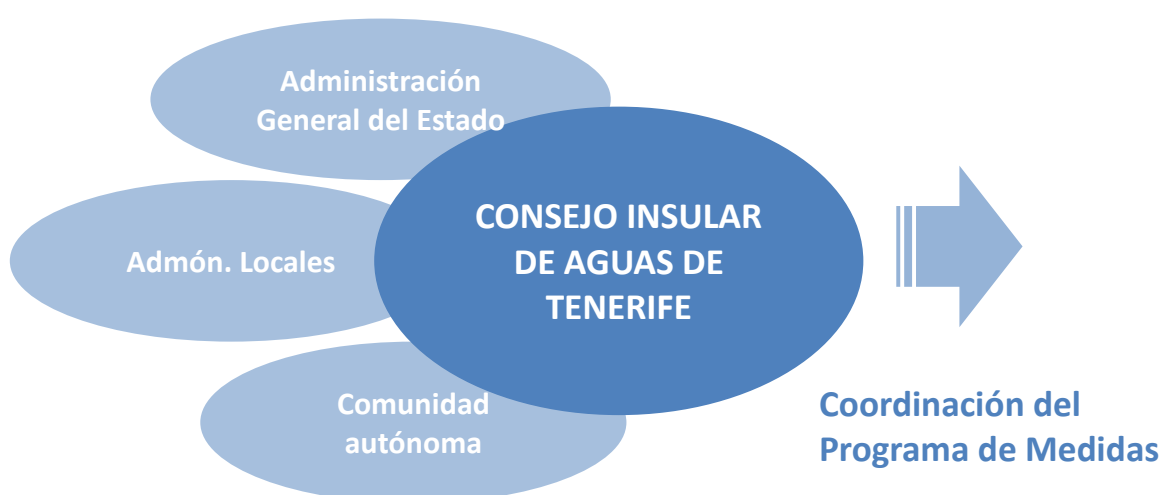 Administración
General del Estado
CONSEJO INSULAR
DE AGUAS DE
TENERIFE
Admón. Locales
Comunidad
autónoma
Coordinación del
Programa de Medidas